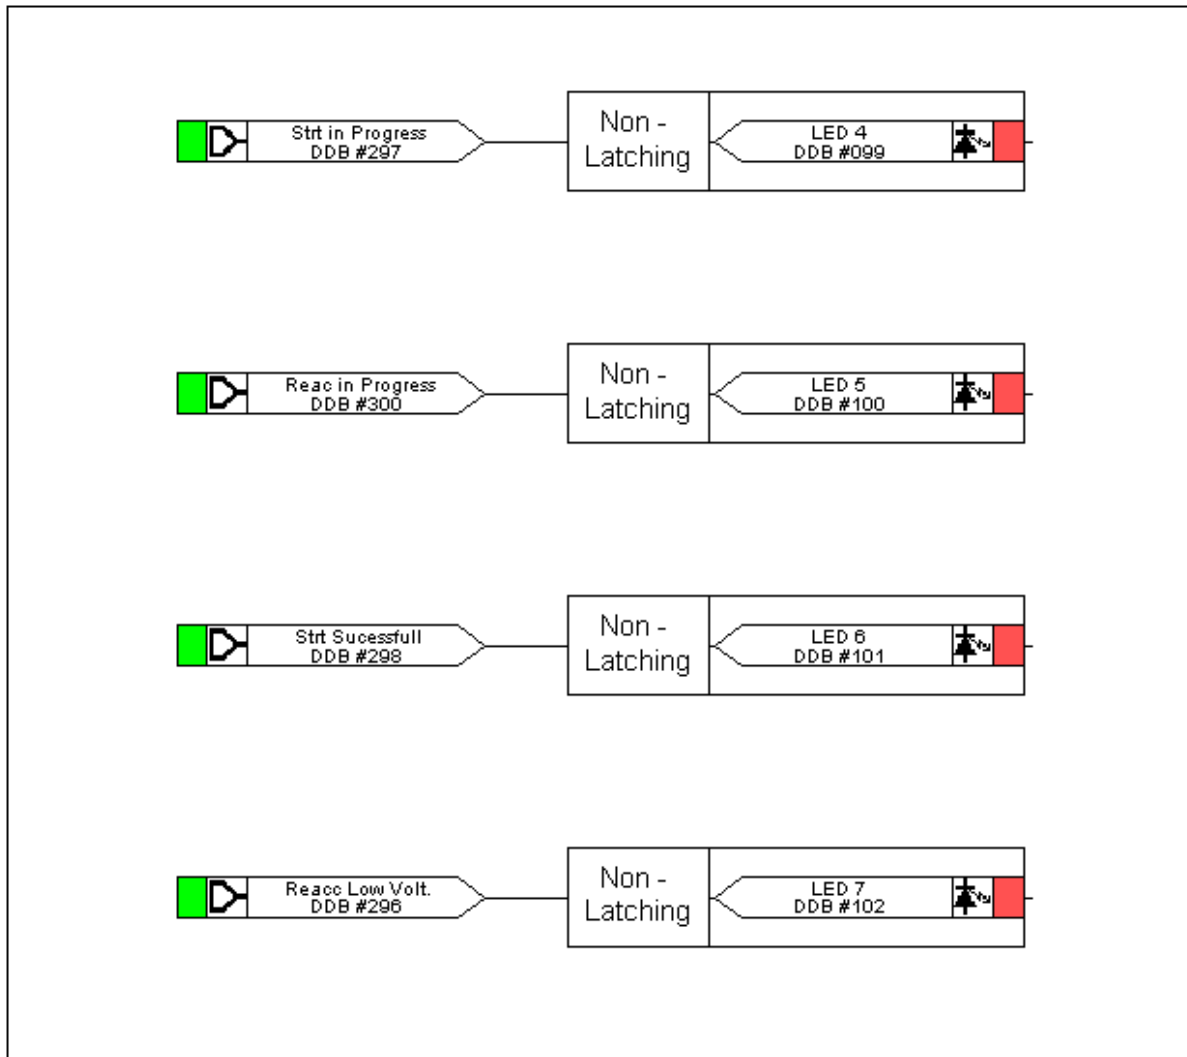 Strt in Progress
DDB #297
Non -
Latching
LED 4
DDB #099
Reac in Progress
DDB #300
Non -
Latching
LED 5
DDB #100
Strt Sucessfull
DDB #298
Non -
Latching
LED 6
DDB #101
Reacc Low Volt.
DDB #296
Non -
Latching
LED 7
DDB #102